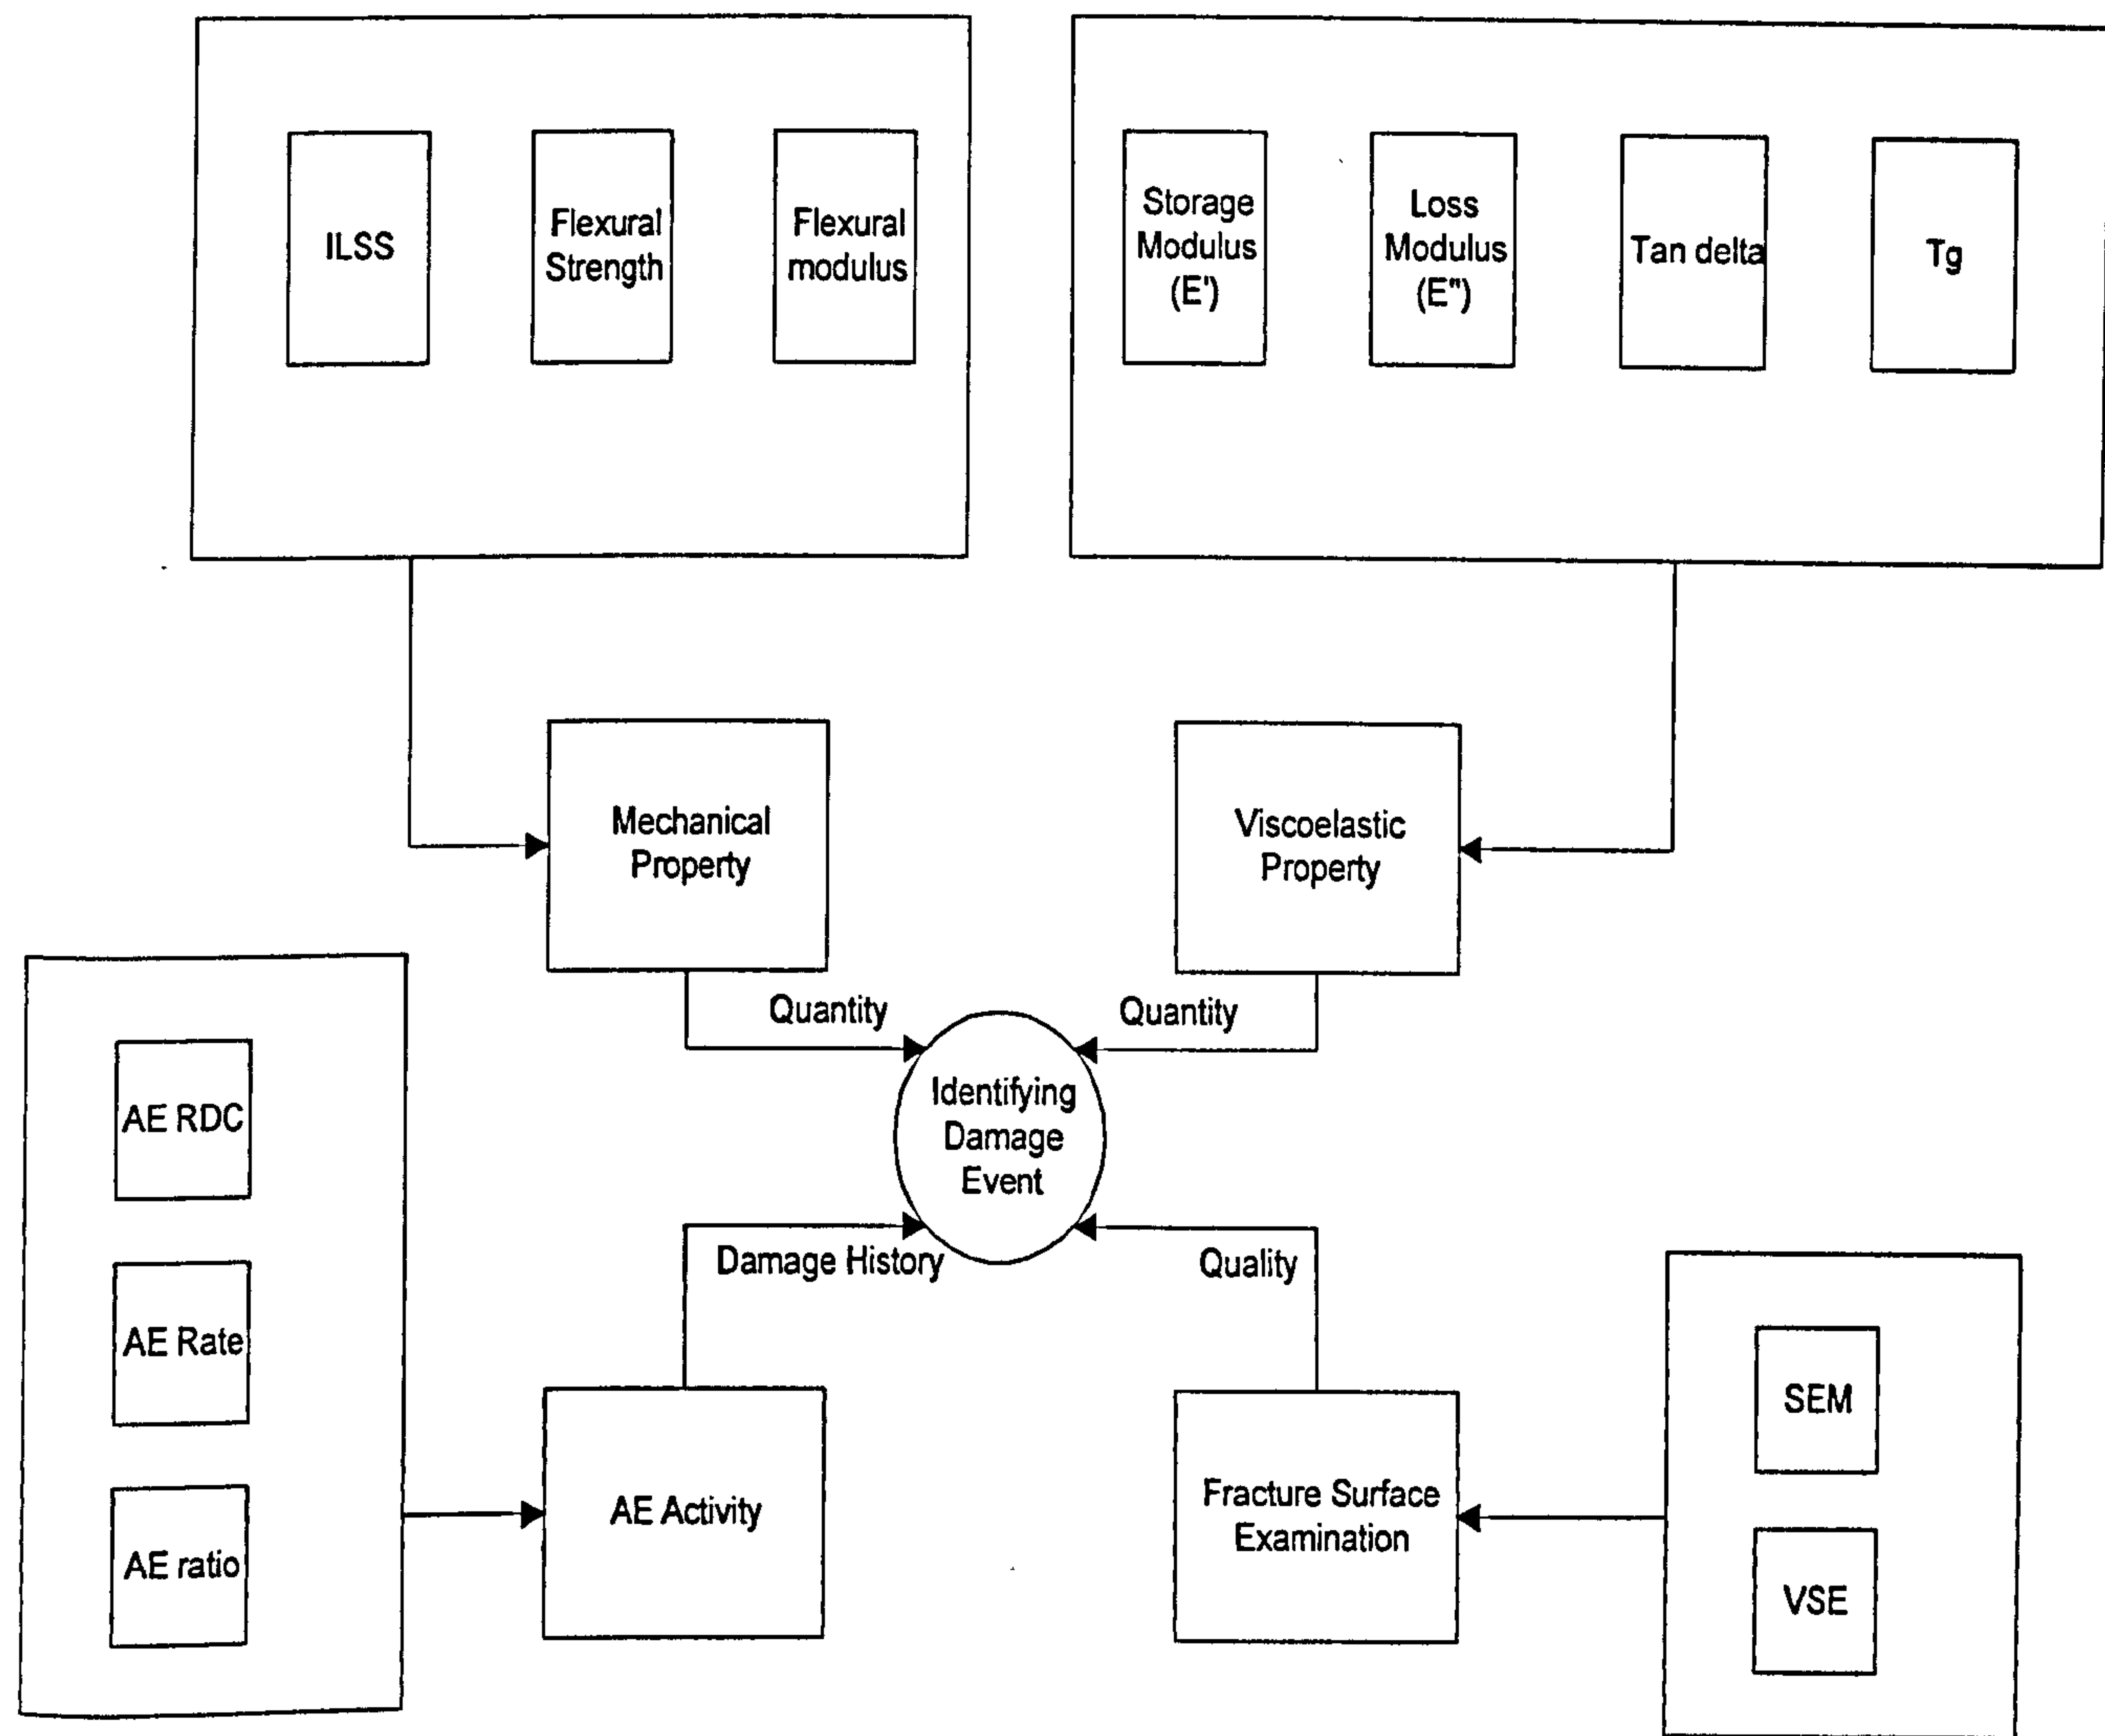 ILSS
Flexural
Strength
Flexural
modulus
Storage
Modulus
(E')
Loss
Modulus
(E")
Tan delta
Tg
Mechanical
Property
Viscoelastic
Property
Quantity
Quantity
Identifying
Damage
Event
Damage History
Quality
AE RDC
AE Rate
AE ratio
AE Activity
Fracture Surface
Examination
SEM
VSE